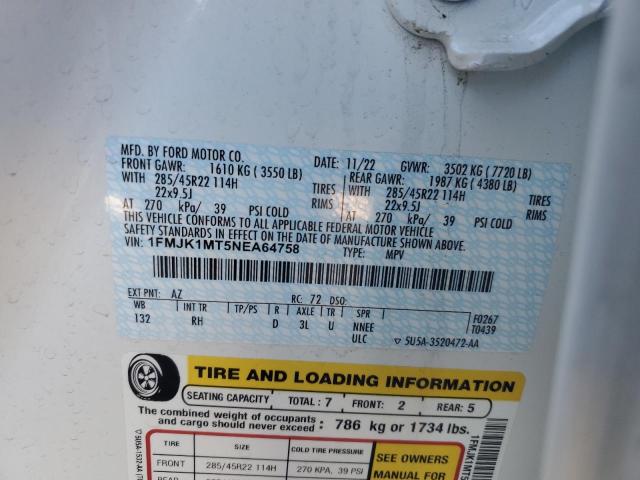 MFD. BY FORD MOTOR CO.
DATE: 11/22 GVWR: 3502 KG ( 7720 LB)
FRONT GAWR: 1610 KG ( 3550 LB) REAR GAWR: 1987 KG ( 4380 LB)
WITH 285/45R22 114H TIRES WITH 285/45R22 114H TIRES
22x9.5J RIMS 22x9.5J RIMS
AT 270 kPa/ 39 PSI COLD AT 270 kPa/ 39 PSI COLD
THIS VEHICLE CONFORMS TO ALL APPLICABLE FEDERAL MOTOR VEHICLE
SAFETY STANDARDS IN EFFECT ON THE DATE OF MANUFACTURE SHOWN ABOVE.
VIN: 1FMJK1MT5NEA64758 TYPE: MPV
EXT PNT: AZ RC: 72 DSO:
WB INT TR TP/PS R AXLE TR SPR F0267
132 RH D 3L U NNEE T0439
ULC ▽ 5U5A-3520472-AA
TIRE AND LOADING INFORMATION
SEATING CAPACITY TOTAL : 7 FRONT: 2 REAR: 5
The combined weight of occupants
and cargo should never exceed: 786 kg or 1734 lbs.
TIRE SIZE COLD TIRE PRESSURE SEE OWNERS
FRONT 285/45R22 114H 270 KPA, 39 PSI MANUAL FOR
1FMJK1MT5